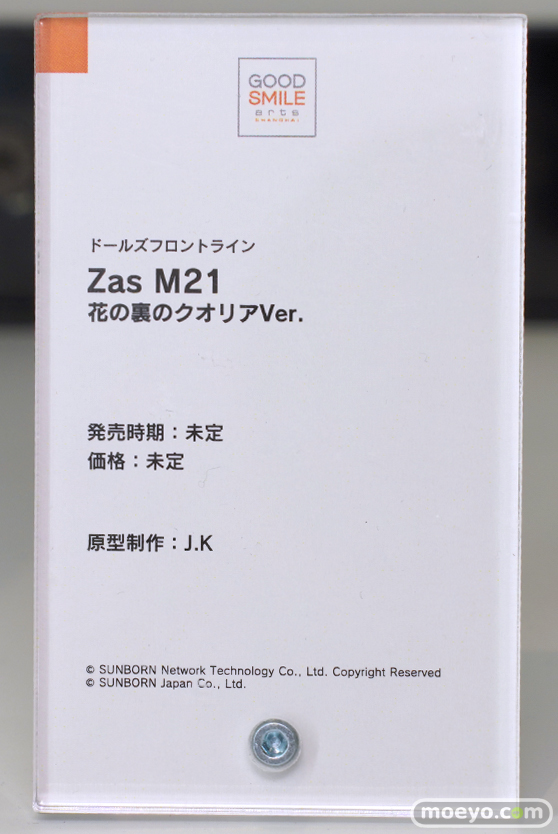 GOOD
SMILE
arts
SHANGHAI
ドールズフロントライン
Zas M21
花の裏のクオリアVer.
発売時期：未定
価格：未定
原型制作：J.K
© SUNBORN Network Technology Co., Ltd. Copyright Reserved
© SUNBORN Japan Co., Ltd.
moeyo.com